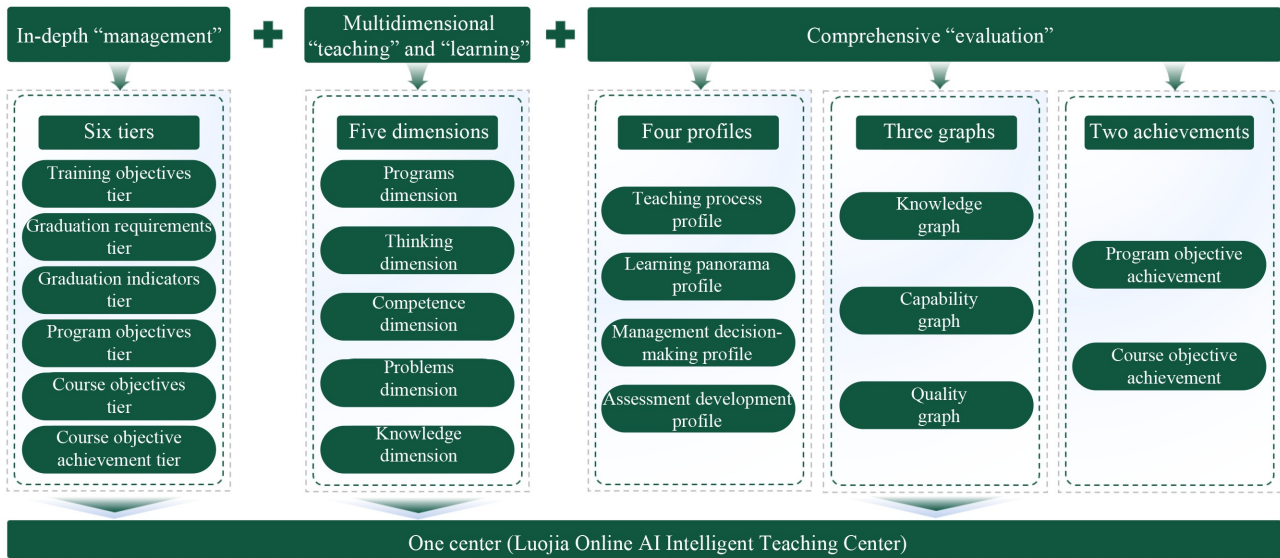 In-depth “management”
Multidimensional
“teaching” and “learning”
Comprehensive “evaluation”
Six tiers
Training objectives
tier
Graduation requirements
tier
Graduation indicators
tier
Program objectives
tier
Course objectives
tier
Course objective
achievement tier
Five dimensions
Programs
dimension
Thinking
dimension
Competence
dimension
Problems
dimension
Knowledge
dimension
Four profiles
Teaching process
profile
Learning panorama
profile
Management decision-
making profile
Assessment development
profile
Three graphs
Knowledge
graph
Capability
graph
Quality
graph
Two achievements
Program objective
achievement
Course objective
achievement
One center (Luojia Online AI Intelligent Teaching Center)